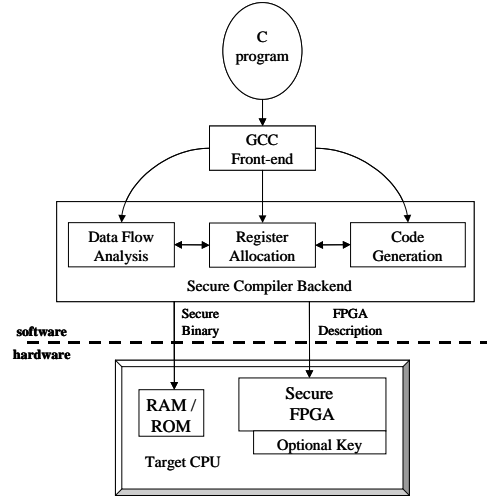 C
program
GCC
Front-end
Data Flow
Analysis
Register
Allocation
Code
Generation
Secure Compiler Backend
Secure
Binary
FPGA
Description
software
hardware
RAM /
ROM
Secure
FPGA
Optional Key
Target CPU